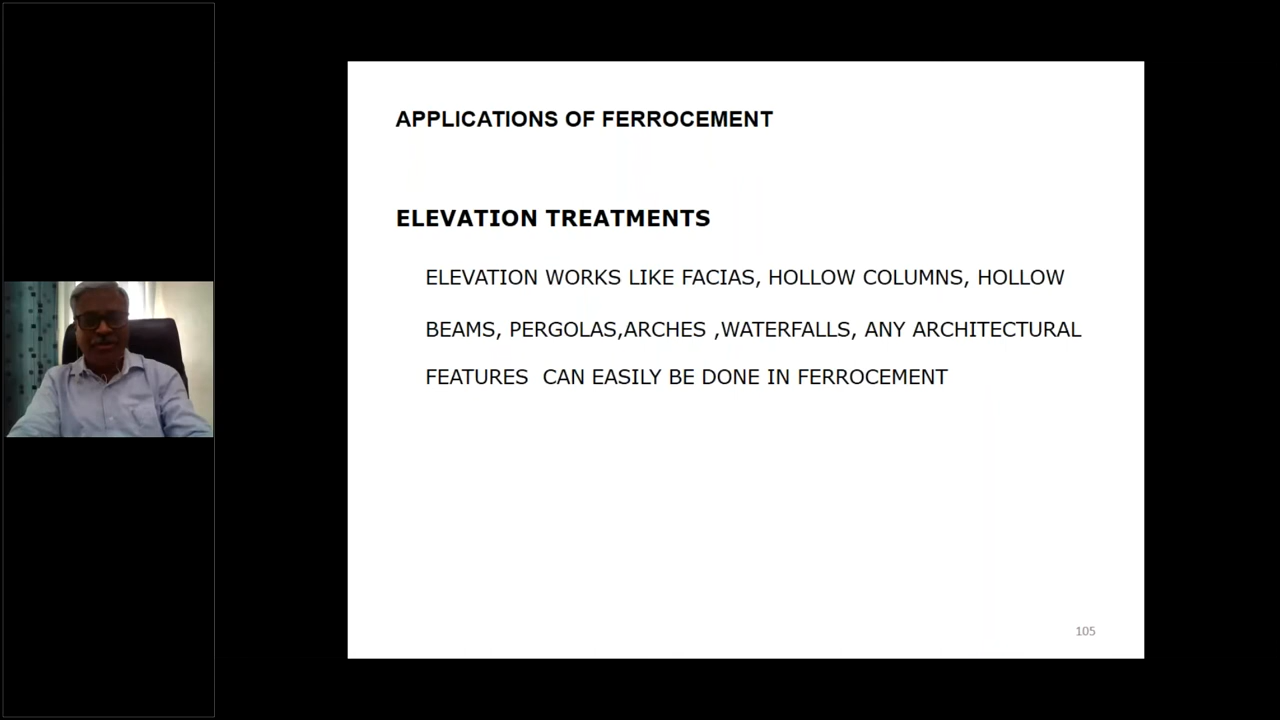 APPLICATIONS OF FERROCEMENT
ELEVATION TREATMENTS
ELEVATION WORKS LIKE FACIAS, HOLLOW COLUMNS, HOLLOW
BEAMS, PERGOLAS,ARCHES ,WATERFALLS, ANY ARCHITECTURAL
FEATURES  CAN EASILY BE DONE IN FERROCEMENT
105